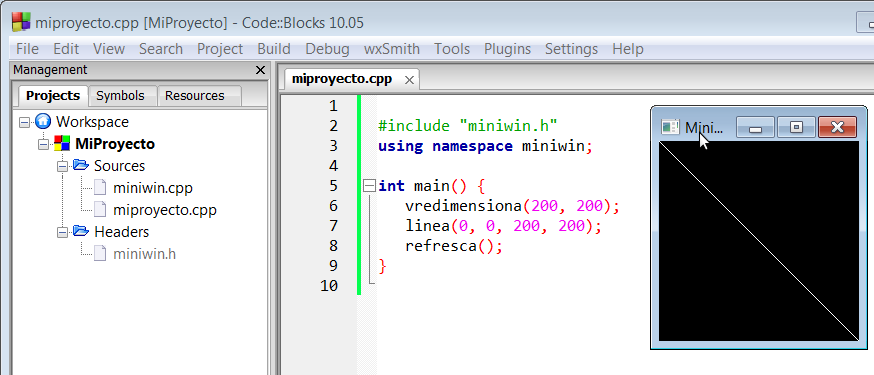 miproyecto.cpp [MiProyecto] - Code::Blocks 10.05
File Edit View Search Project Build Debug wxSmith Tools Plugins Settings Help
Management
Projects Symbols Resources
Workspace
MiProyecto
Sources
miniwin.cpp
miproyecto.cpp
Headers
miniwin.h
miproyecto.cpp
1
2 #include "miniwin.h"
3 using namespace miniwin;
4
5 int main() {
6 vredimensiona(200, 200);
7 linea(0, 0, 200, 200);
8 refresca();
9 }
10
Mini...